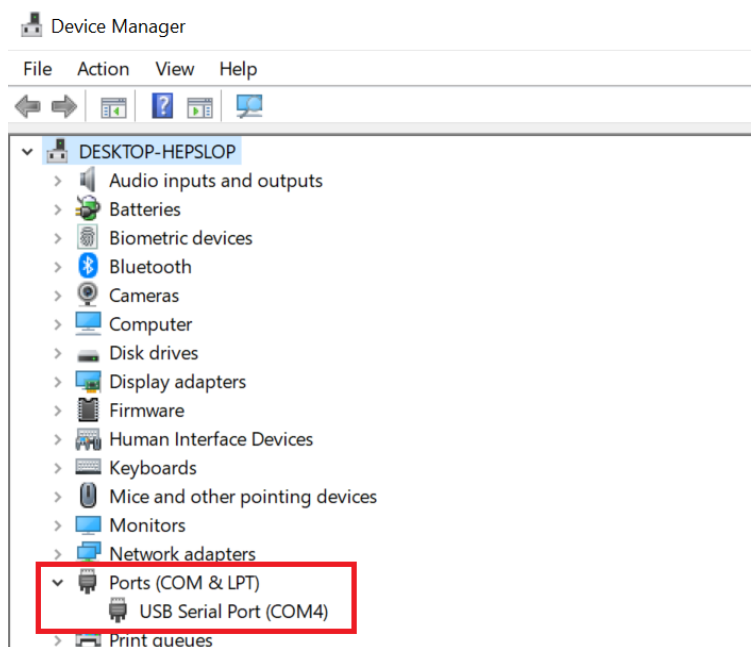 Device Manager
File Action View Help
DESKTOP-HEPSLOP
Audio inputs and outputs
Batteries
Biometric devices
Bluetooth
Cameras
Computer
Disk drives
Display adapters
Firmware
Human Interface Devices
Keyboards
Mice and other pointing devices
Monitors
Network adapters
Ports (COM & LPT)
USB Serial Port (COM4)
Print queues